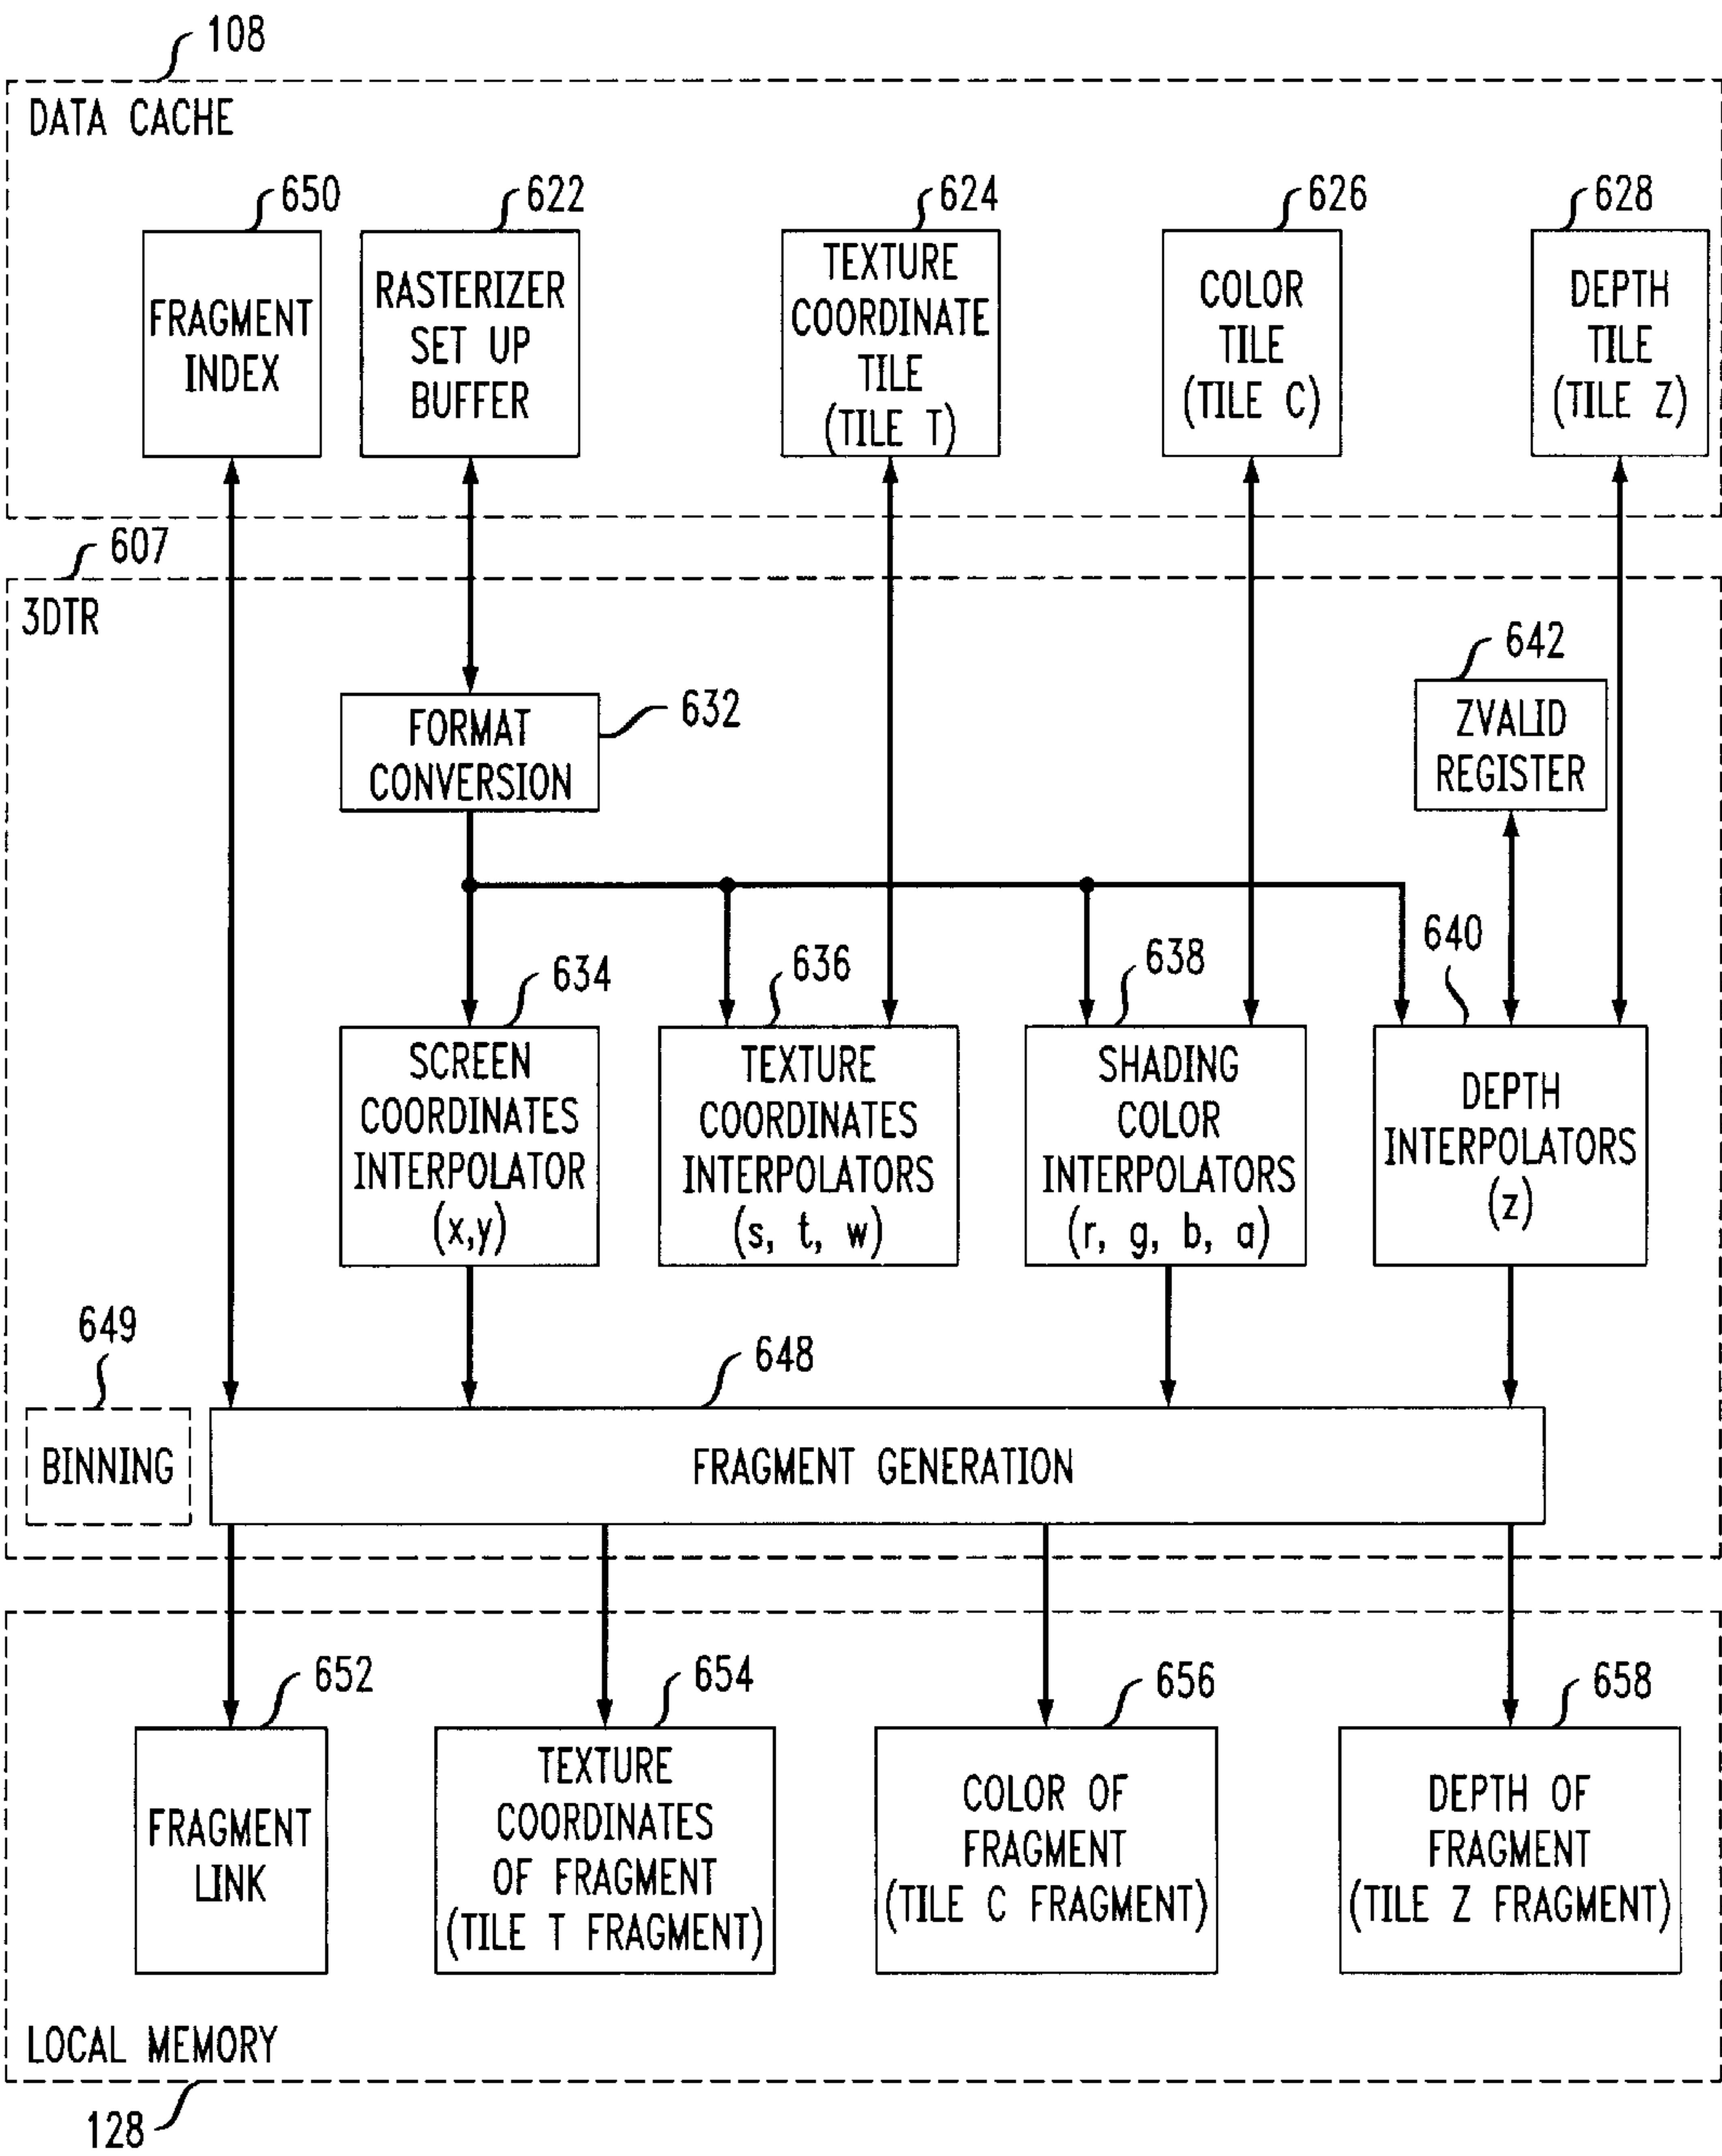 108
DATA CACHE
650
622
624
626
628
FRAGMENT
INDEX
RASTERIZER
SET UP
BUFFER
TEXTURE
COORDINATE
TILE
(TILE T)
COLOR
TILE
(TILE C)
DEPTH
TILE
(TILE Z)
607
3DTR
642
ZVALID
REGISTER
FORMAT
CONVERSION
632
634
636
638
640
SCREEN
COORDINATES
INTERPOLATOR
(x,y)
TEXTURE
COORDINATES
INTERPOLATORS
(s, t, w)
SHADING
COLOR
INTERPOLATORS
(r, g, b, a)
DEPTH
INTERPOLATORS
(z)
649
648
BINNING
FRAGMENT GENERATION
652
654
656
658
FRAGMENT
LINK
TEXTURE
COORDINATES
OF FRAGMENT
(TILE T FRAGMENT)
COLOR OF
FRAGMENT
(TILE C FRAGMENT)
DEPTH OF
FRAGMENT
(TILE Z FRAGMENT)
LOCAL MEMORY
128